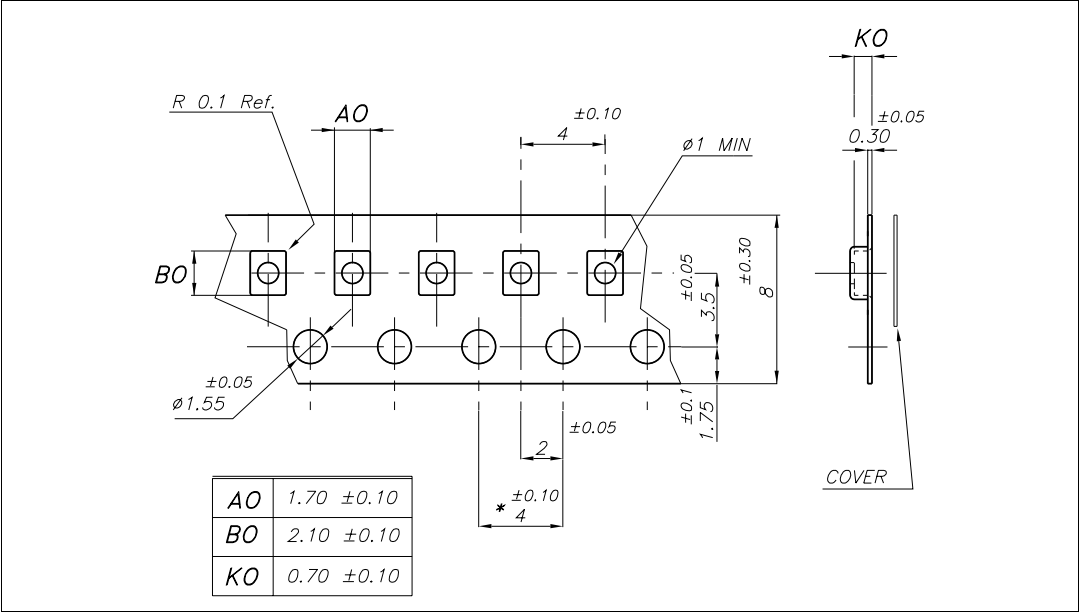 KO
R 0.1 Ref.
AO
±0.10
4
ø1 MIN
±0.05
0.30
BO
±0.05
3.5
±0.30
8
±0.05
ø1.55
±0.1
1.75
±0.05
2
±0.10
* 4
COVER
AO 1.70 ±0.10
BO 2.10 ±0.10
KO 0.70 ±0.10